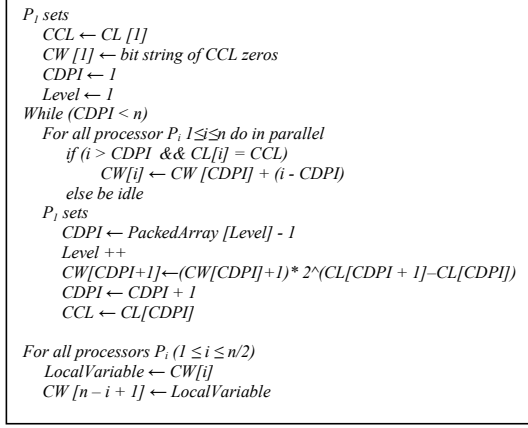 P₁ sets
CCL ← CL [1]
CW [1] ← bit string of CCL zeros
CDPI ← 1
Level ← 1
While (CDPI < n)
For all processor Pᵢ 1≤i≤n do in parallel
if (i > CDPI && CL[i] = CCL)
CW[i] ← CW [CDPI] + (i - CDPI)
else be idle
P₁ sets
CDPI ← PackedArray [Level] - 1
Level ++
CW[CDPI+1]←(CW[CDPI]+1)* 2^(CL[CDPI + 1]–CL[CDPI])
CDPI ← CDPI + 1
CCL ← CL[CDPI]
For all processors Pᵢ (1 ≤ i ≤ n/2)
LocalVariable ← CW[i]
CW [n – i + 1] ← LocalVariable